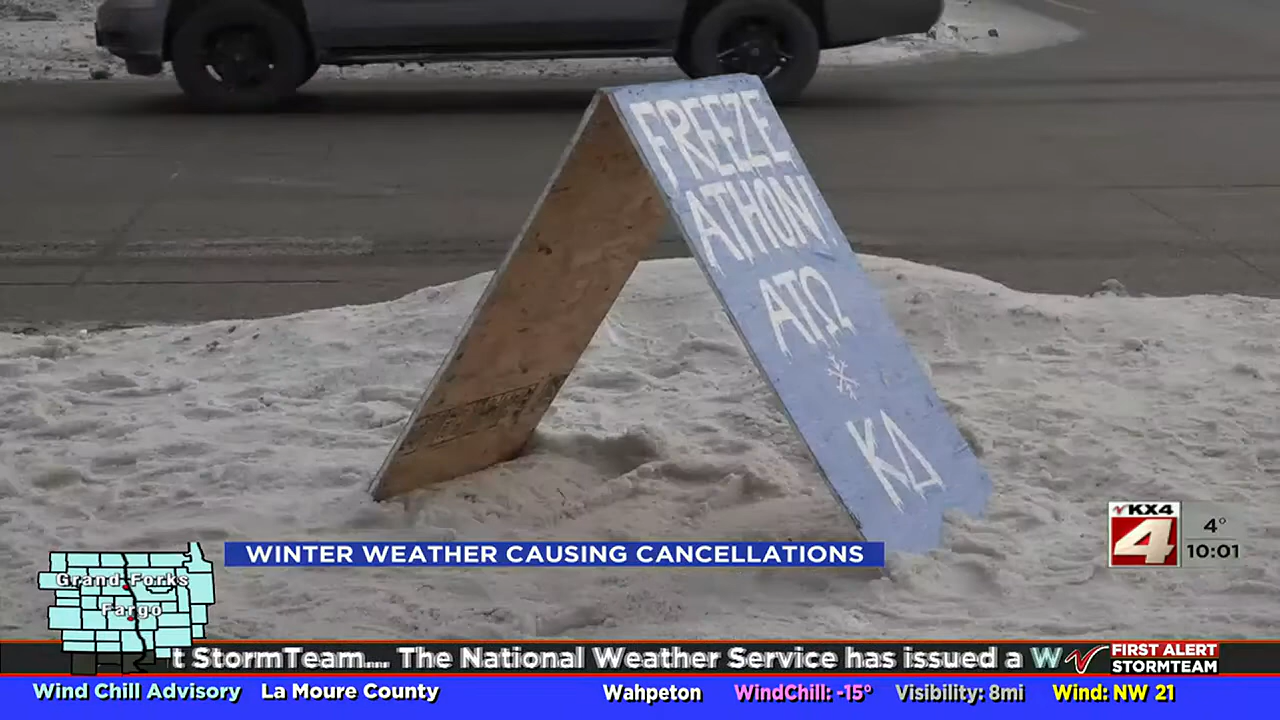 FREEZE
ATHON!
ΑΤΩ
ΚΔ
KX4
4
4°
10:01
WINTER WEATHER CAUSING CANCELLATIONS
Grand Forks
Fargo
t StormTeam... The National Weather Service has issued a W
FIRST ALERT
STORMTEAM
Wind Chill Advisory La Moure County Wahpeton WindChill: -15° Visibility: 8mi Wind: NW 21